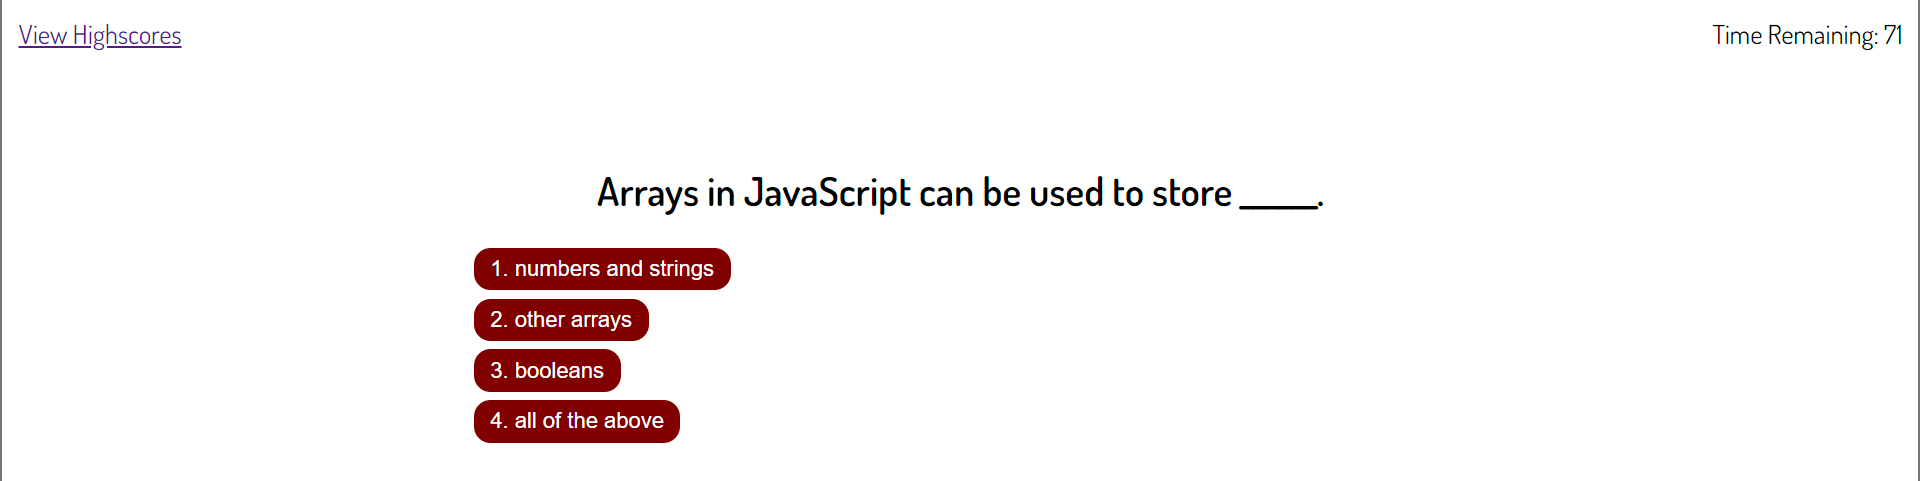 View Highscores
Time Remaining: 71
Arrays in JavaScript can be used to store _____.
1. numbers and strings
2. other arrays
3. booleans
4. all of the above